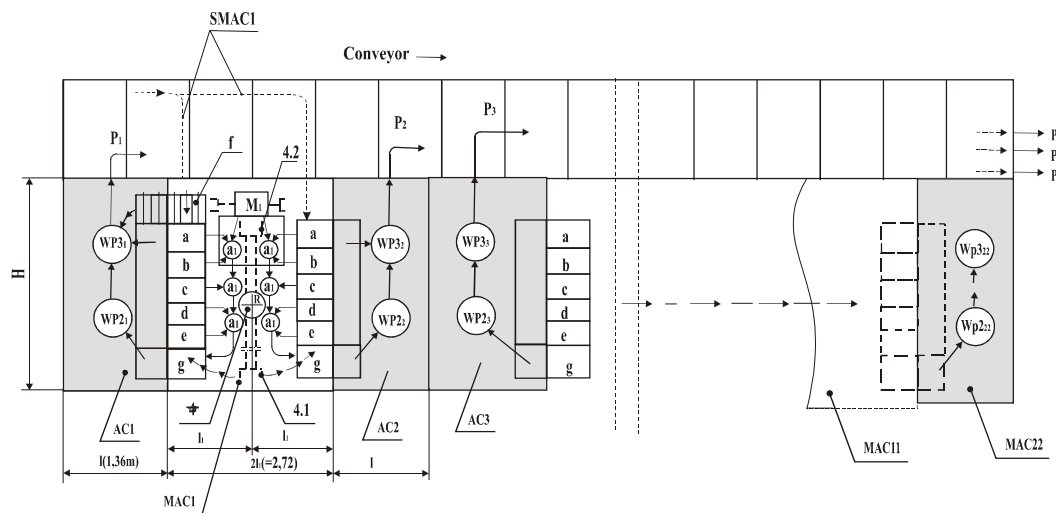 SMAC1
Conveyor
P1
f
4.2
P2
P3
P
P
P
M1
H
WP31
a
b
c
d
e
g
a1
a1
a1
a1
a1
a1
R
a
b
c
d
e
g
WP32
WP33
a
b
c
d
e
g
Wp322
WP21
WP22
WP23
Wp222
AC1
4.1
AC2
AC3
MAC11
MAC22
l1
l1
l(1,36m)
2l1(=2,72)
l
MAC1